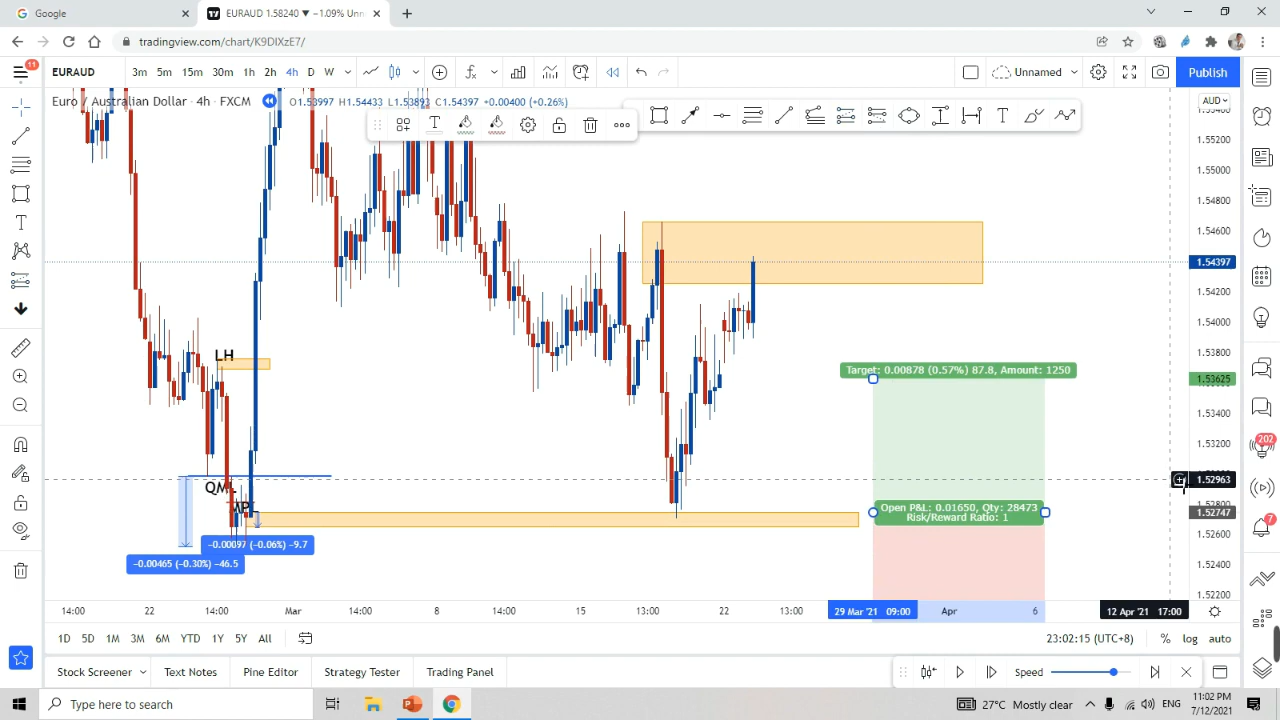 Google
EURAUD 1.58240 ▼ −1.09% Unn
tradingview.com/chart/K9DIXzE7/
11
EURAUD
3m 5m 15m 30m 1h 2h 4h D W
Unnamed
Publish
Euro / Australian Dollar · 4h · FXCM
O1.53997 H1.54433 L1.53893 C1.54397 +0.00400 (+0.26%)
AUD
1.55200
1.55000
1.54800
1.54600
1.54397
1.54200
1.54000
1.53800
1.53625
1.53400
1.53200
1.52963
1.52747
1.52600
1.52400
1.52200
LH
QML
Target: 0.00878 (0.57%) 87.8, Amount: 1250
Open P&L: 0.01650, Qty: 28473
Risk/Reward Ratio: 1
−0.00097 (−0.06%) −9.7
−0.00465 (−0.30%) −46.5
202
7
14:00 22 14:00 Mar 14:00 8 14:00 15 13:00 22 13:00 29 Mar '21 09:00 Apr 6 12 Apr '21 17:00
1D 5D 1M 3M 6M YTD 1Y 5Y All
23:02:15 (UTC+8) % log auto
Stock Screener Text Notes Pine Editor Strategy Tester Trading Panel
Speed
Type here to search
27°C Mostly clear
ENG
11:02 PM
7/12/2021